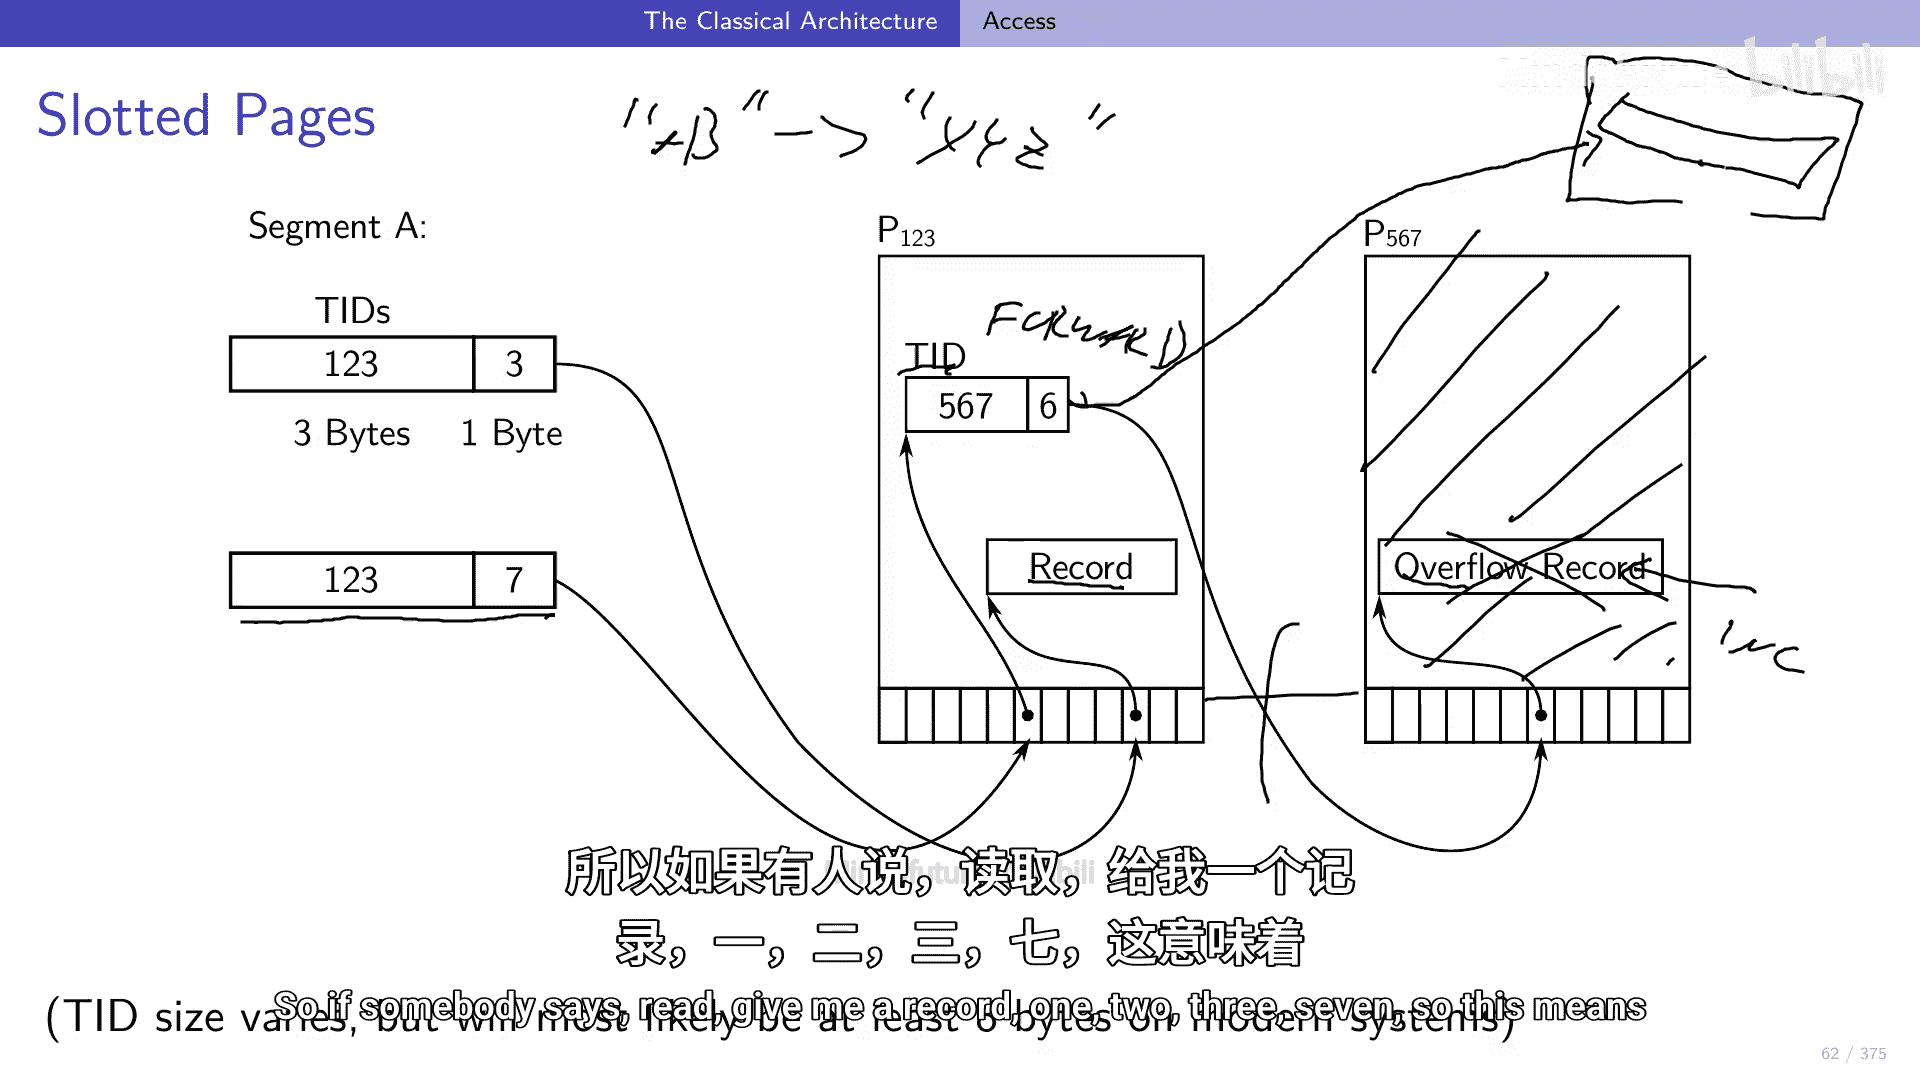 The Classical Architecture Access
bilibili
Slotted Pages
"AB" -> "XYZ"
Segment A:
P123
P567
TIDs
FORWARD
TID
123 3
567 6
3 Bytes 1 Byte
Record
Overflow Record
123 7
inc
所以如果有人说，读取，给我一个记
录，一，二，三，七，这意味着
(TID size varies, but will most likely be at least 8 bytes on modern systems)
So if somebody says, read, give me a record, one, two, three, seven, so this means
62 / 375